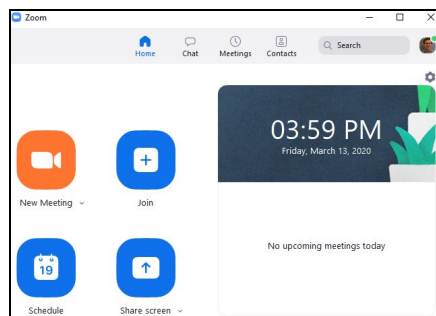 Zoom
Home Chat Meetings Contacts Search
03:59 PM
Friday, March 13, 2020
New Meeting Join
No upcoming meetings today
19
Schedule Share screen